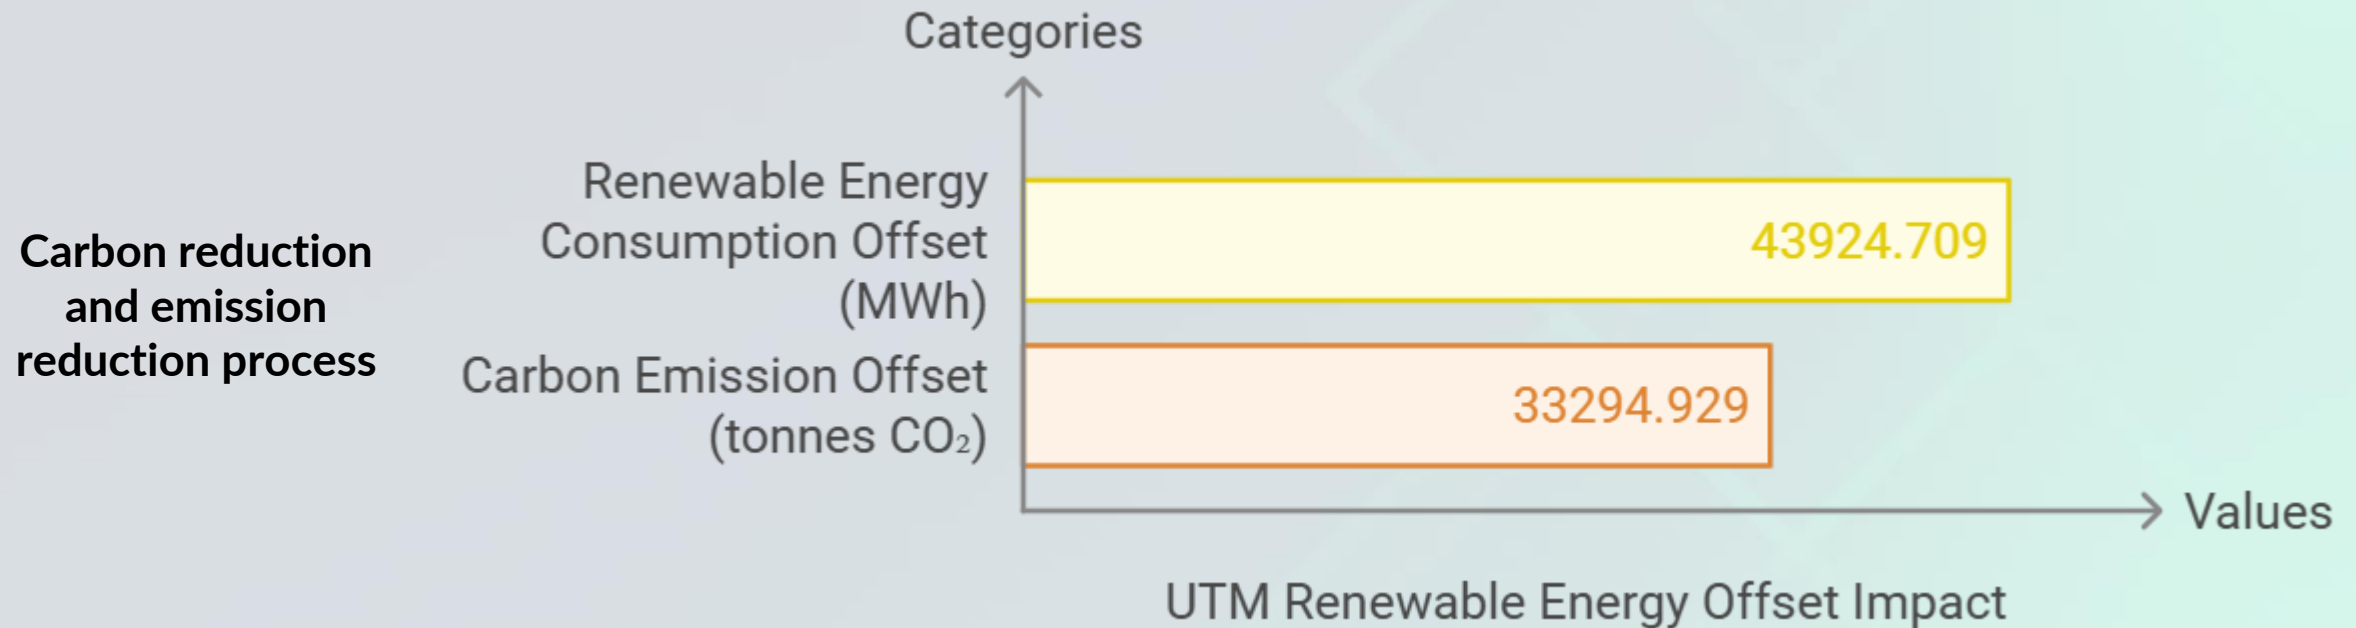 Carbon reduction
and emission
reduction process
Categories
Renewable Energy
Consumption Offset
(MWh)
43924.709
Carbon Emission Offset
(tonnes CO₂)
33294.929
Values
UTM Renewable Energy Offset Impact